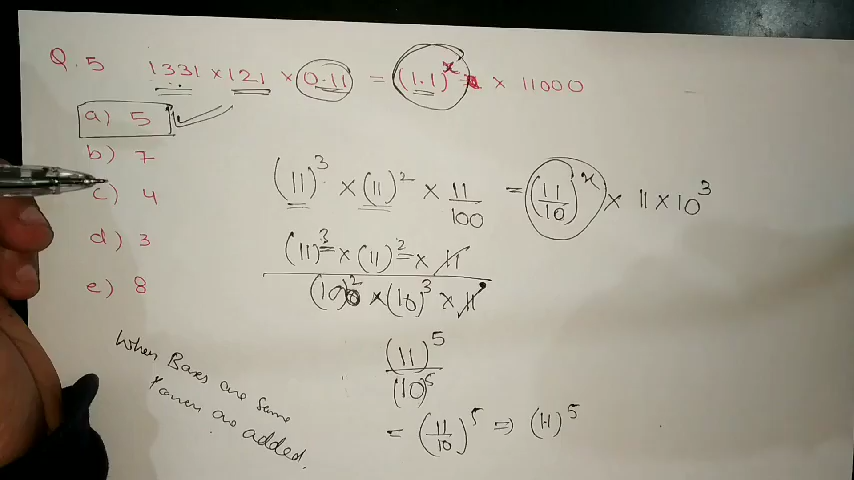 Q.5 1331 × 121 × 0.11 = (1.1)^x × 11000
a) 5
b) 7
c) 4
d) 3
e) 8
(11)^3 × (11)^2 × 11/100 = (11/10)^x × 11 × 10^3
(11)^3 × (11)^2 × 11
(10)^2 × (10)^3 × 11
(11)^5
(10)^5
= (11/10)^5 ⇒ (11)^5
When Bases are same
Powers are added.